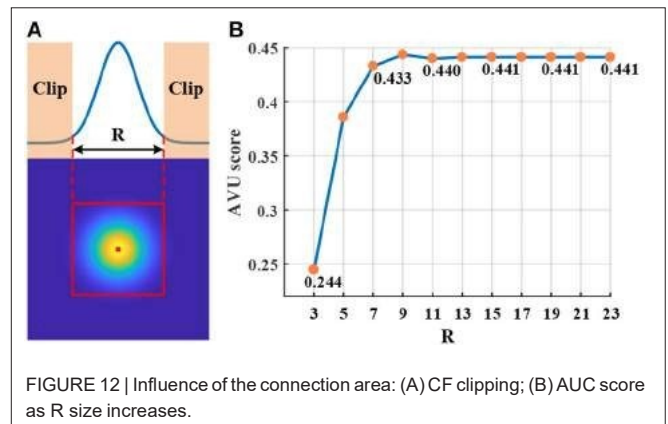 A
B
Clip
Clip
R
0.45
0.4
0.35
0.3
0.25
AVU score
0.244
0.433
0.440
0.441
0.441
0.441
3 5 7 9 11 13 15 17 19 21 23
R
FIGURE 12 | Influence of the connection area: (A) CF clipping; (B) AUC score
as R size increases.